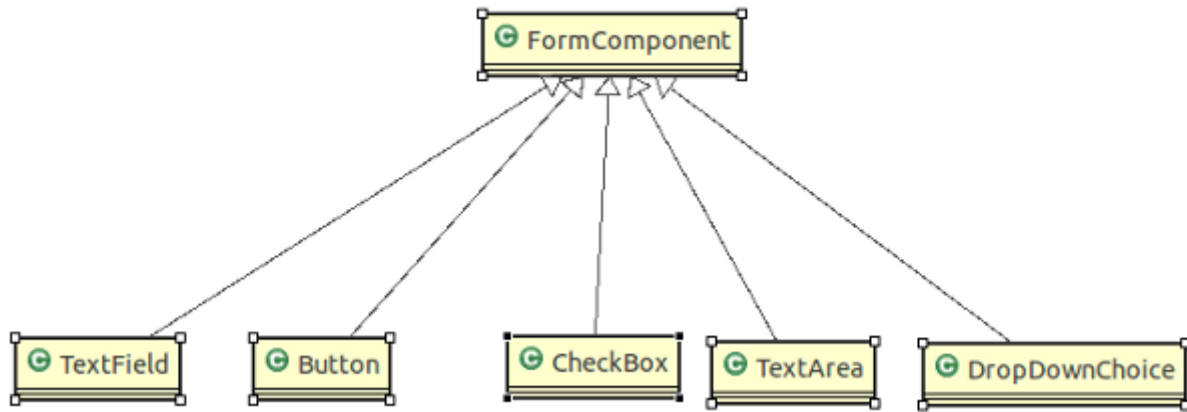 C FormComponent
C TextField
C Button
C CheckBox
C TextArea
C DropDownChoice